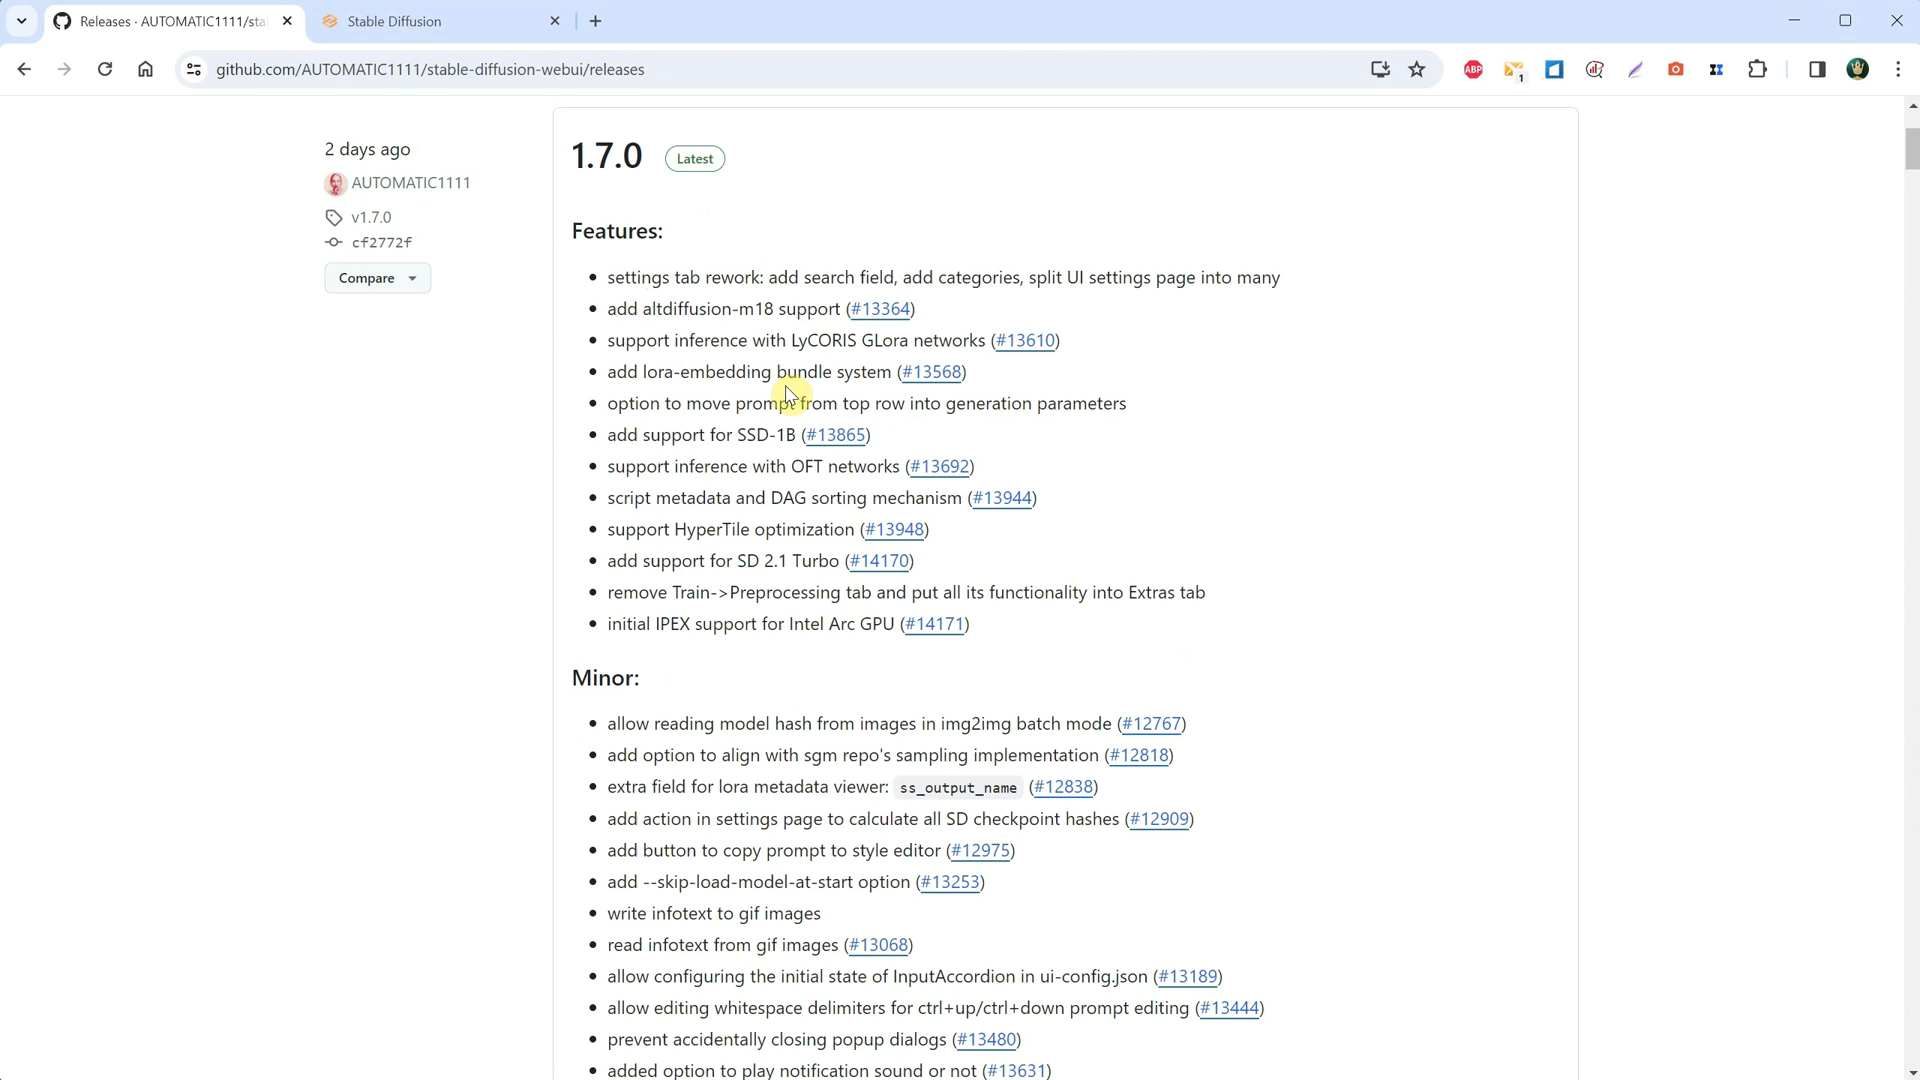 Releases · AUTOMATIC1111/sta
Stable Diffusion
github.com/AUTOMATIC1111/stable-diffusion-webui/releases
ABP
1
2 days ago
AUTOMATIC1111
v1.7.0
cf2772f
Compare
1.7.0 Latest
Features:
• settings tab rework: add search field, add categories, split UI settings page into many
• add altdiffusion-m18 support (#13364)
• support inference with LyCORIS GLora networks (#13610)
• add lora-embedding bundle system (#13568)
• option to move prompt from top row into generation parameters
• add support for SSD-1B (#13865)
• support inference with OFT networks (#13692)
• script metadata and DAG sorting mechanism (#13944)
• support HyperTile optimization (#13948)
• add support for SD 2.1 Turbo (#14170)
• remove Train->Preprocessing tab and put all its functionality into Extras tab
• initial IPEX support for Intel Arc GPU (#14171)
Minor:
• allow reading model hash from images in img2img batch mode (#12767)
• add option to align with sgm repo's sampling implementation (#12818)
• extra field for lora metadata viewer: ss_output_name (#12838)
• add action in settings page to calculate all SD checkpoint hashes (#12909)
• add button to copy prompt to style editor (#12975)
• add --skip-load-model-at-start option (#13253)
• write infotext to gif images
• read infotext from gif images (#13068)
• allow configuring the initial state of InputAccordion in ui-config.json (#13189)
• allow editing whitespace delimiters for ctrl+up/ctrl+down prompt editing (#13444)
• prevent accidentally closing popup dialogs (#13480)
• added option to play notification sound or not (#13631)